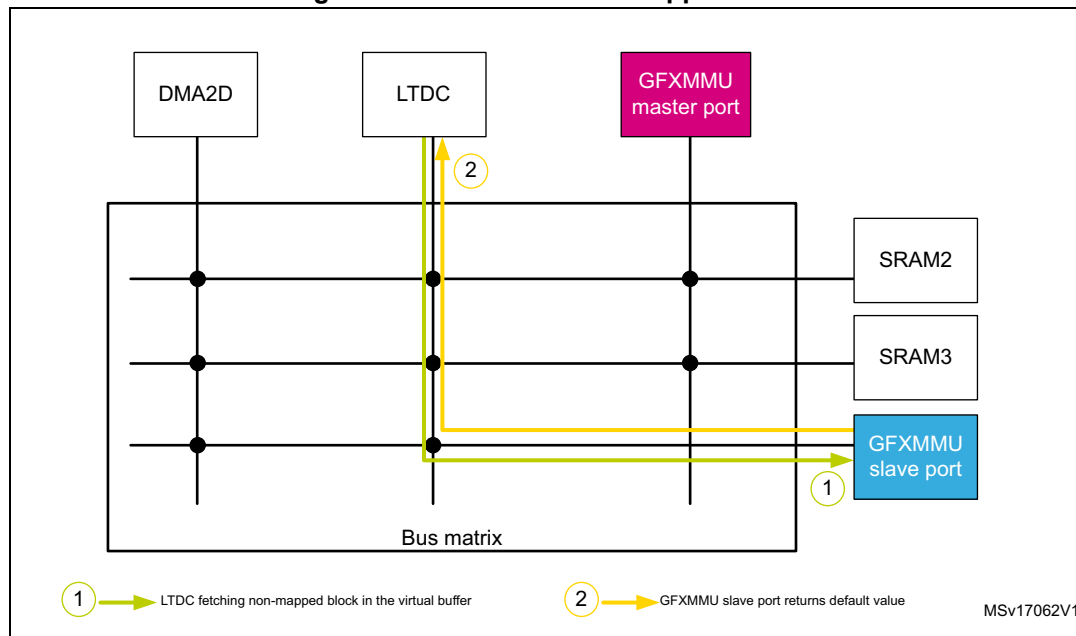 DMA2D
LTDC
GFXMMU
master port
2
SRAM2
SRAM3
GFXMMU
slave port
1
Bus matrix
1 LTDC fetching non-mapped block in the virtual buffer
2 GFXMMU slave port returns default value
MSv17062V1